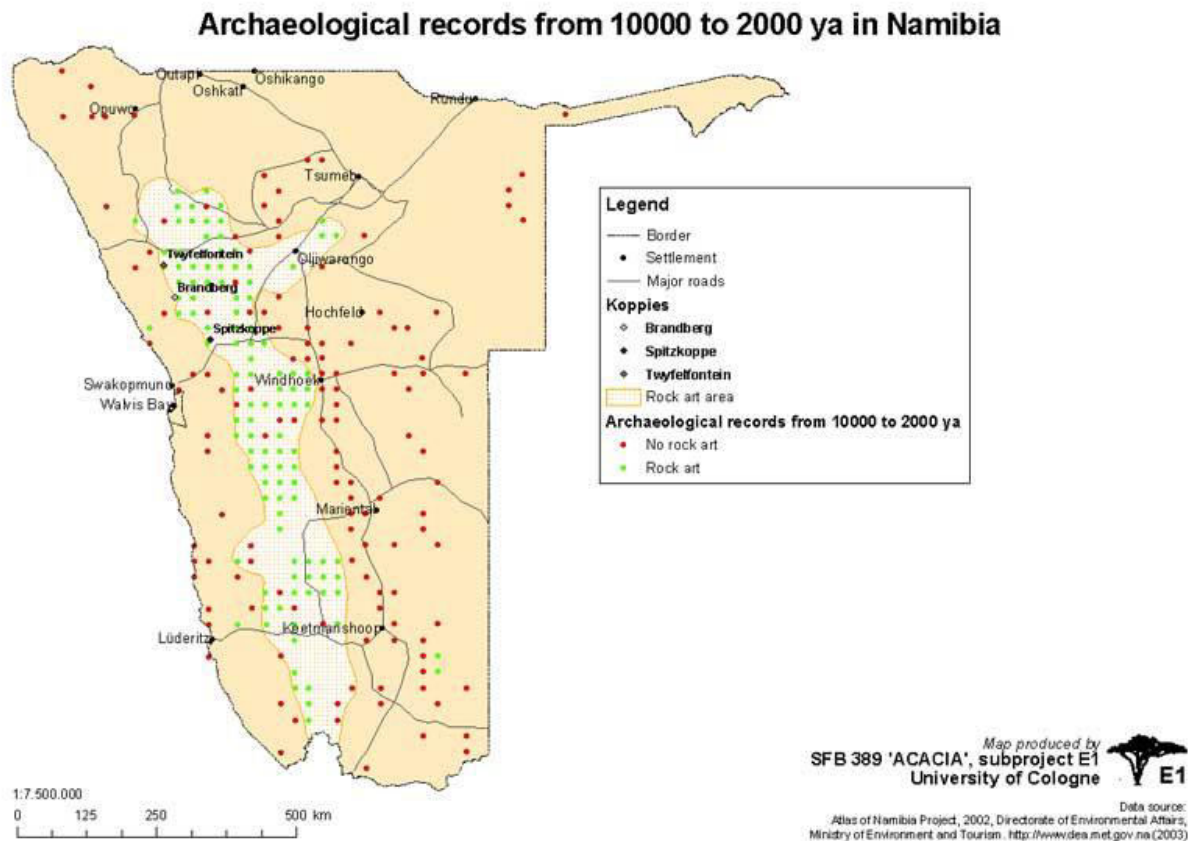 Archaeological records from 10000 to 2000 ya in Namibia
Outapi
Oshikango
Oshkati
Opuwo
Rundu
Tsumeb
Twyfelfontein
Otjiwarongo
Brandberg
Hochfeld
Spitzkoppe
Swakopmund
Windhoek
Walvis Bay
Mariental
Lüderitz
Keetmanshoop
Legend
Border
Settlement
Major roads
Koppies
Brandberg
Spitzkoppe
Twyfelfontein
Rock art area
Archaeological records from 10000 to 2000 ya
No rock art
Rock art
1:7.500.000
0 125 250 500 km
Map produced by
SFB 389 'ACACIA', subproject E1
University of Cologne
E1
Data source:
Atlas of Namibia Project, 2002, Directorate of Environmental Affairs,
Ministry of Environment and Tourism. http://www.dea.met.gov.na (2003)